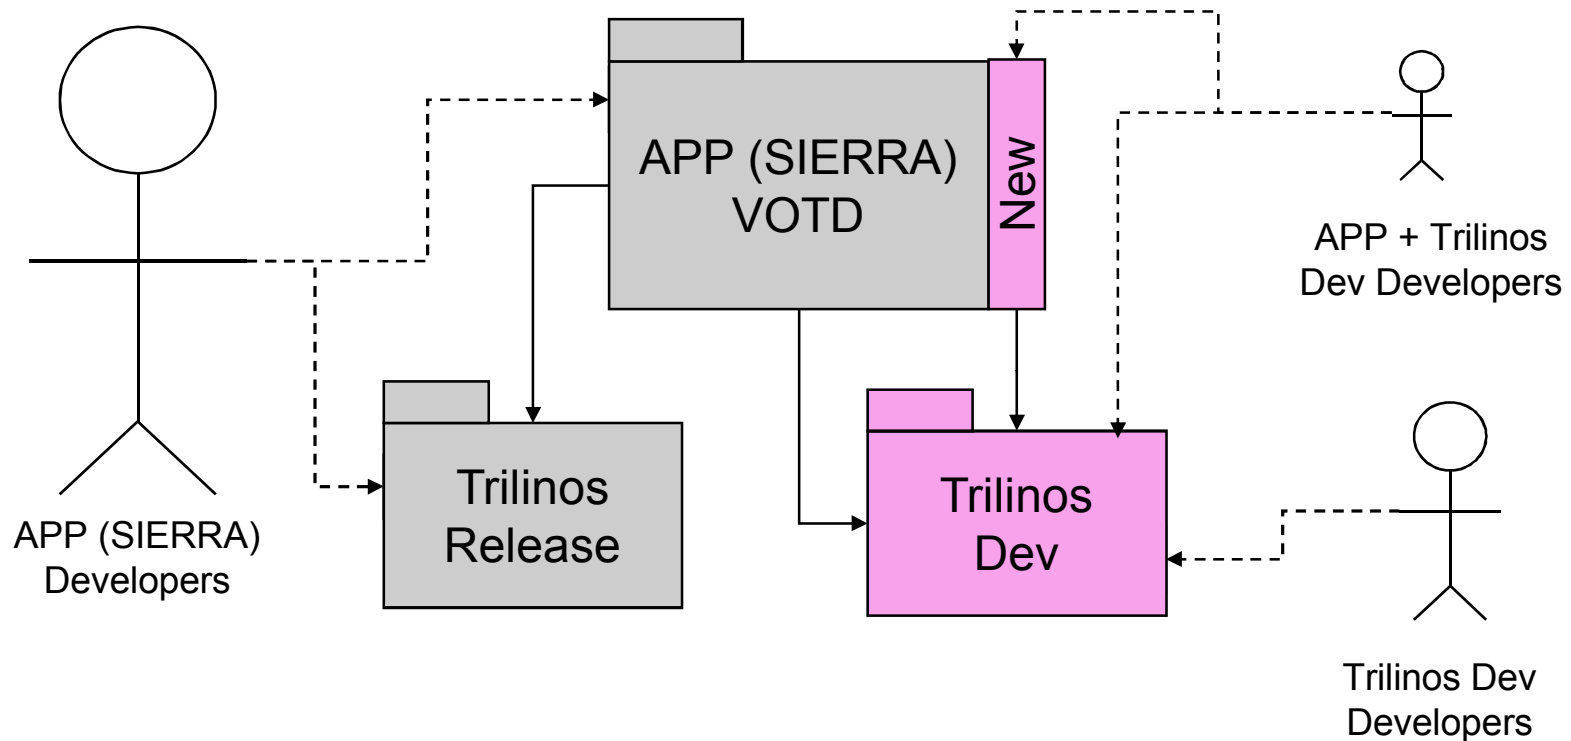 APP (SIERRA)
VOTD
New
APP + Trilinos
Dev Developers
Trilinos
Release
Trilinos
Dev
APP (SIERRA)
Developers
Trilinos Dev
Developers